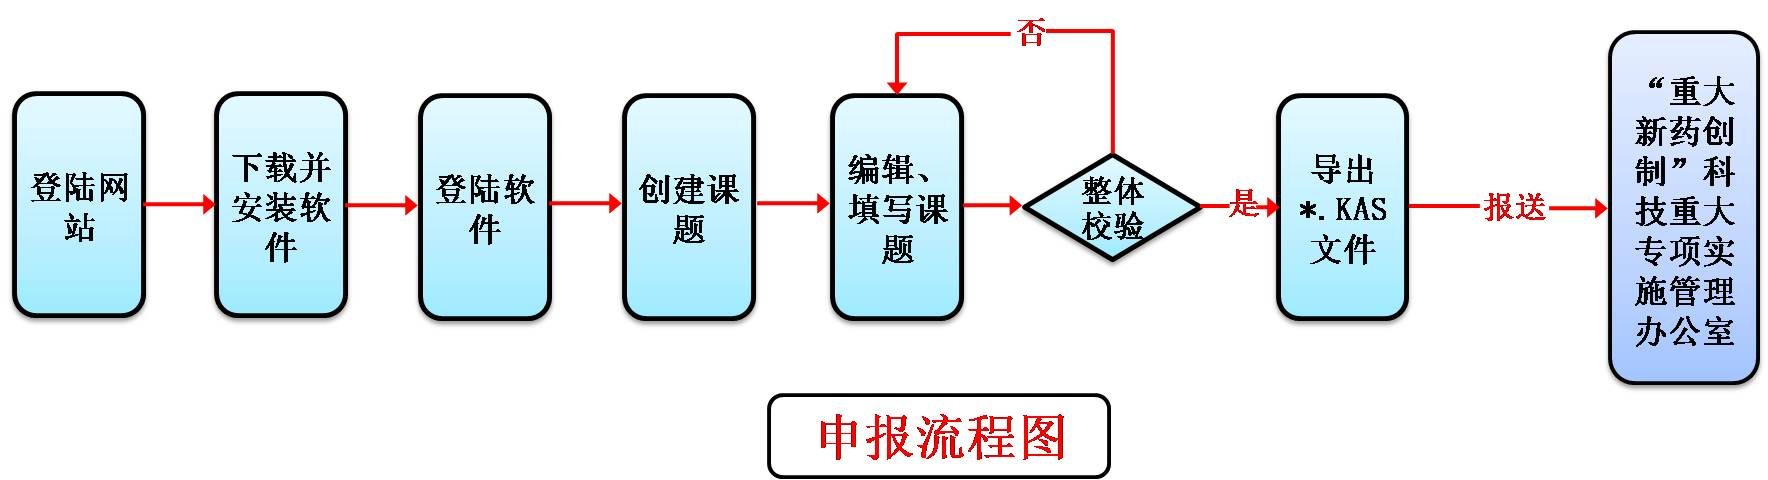 登陆网
站
下载并
安装软
件
登陆软
件
创建课
题
编辑、
填写课
题
否
整体
校验
是
导出
*.KAS
文件
报送
“重大
新药创
制”科
技重大
专项实
施管理
办公室
申报流程图